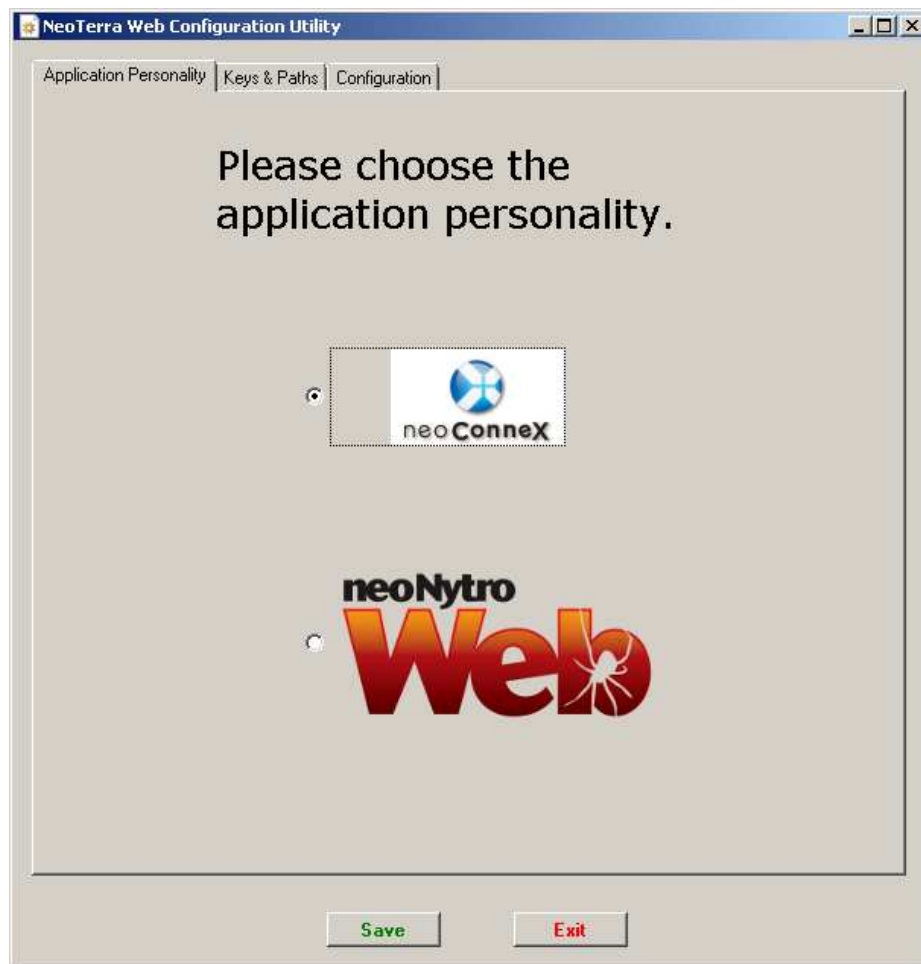 NeoTerra Web Configuration Utility
Application Personality
Keys & Paths
Configuration
Please choose the
application personality.
neoConneX
neoNytro
Web
Save
Exit